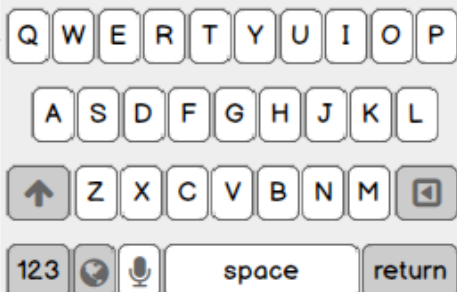 Q W E R T Y U I O P
A S D F G H J K L
Z X C V B N M
123 space return